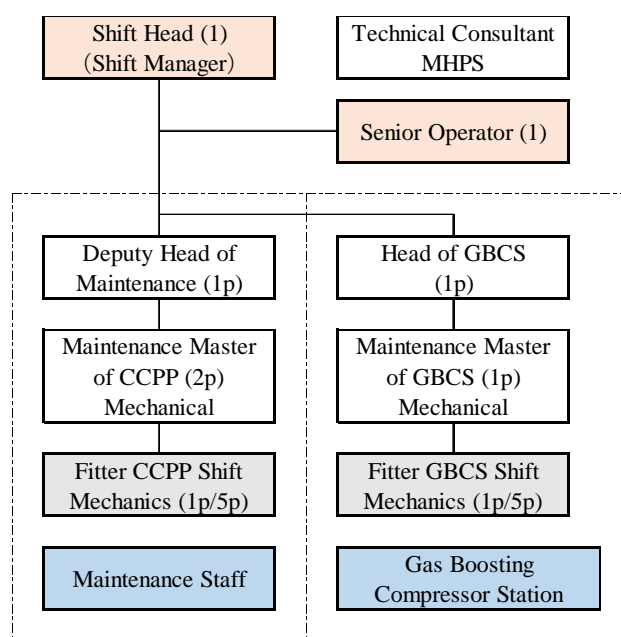 Shift Head (1)
（Shift Manager）
Technical Consultant
MHPS
Senior Operator (1)
Deputy Head of
Maintenance (1p)
Head of GBCS
(1p)
Maintenance Master
of CCPP (2p)
Mechanical
Maintenance Master
of GBCS (1p)
Mechanical
Fitter CCPP Shift
Mechanics (1p/5p)
Fitter GBCS Shift
Mechanics (1p/5p)
Maintenance Staff
Gas Boosting
Compressor Station